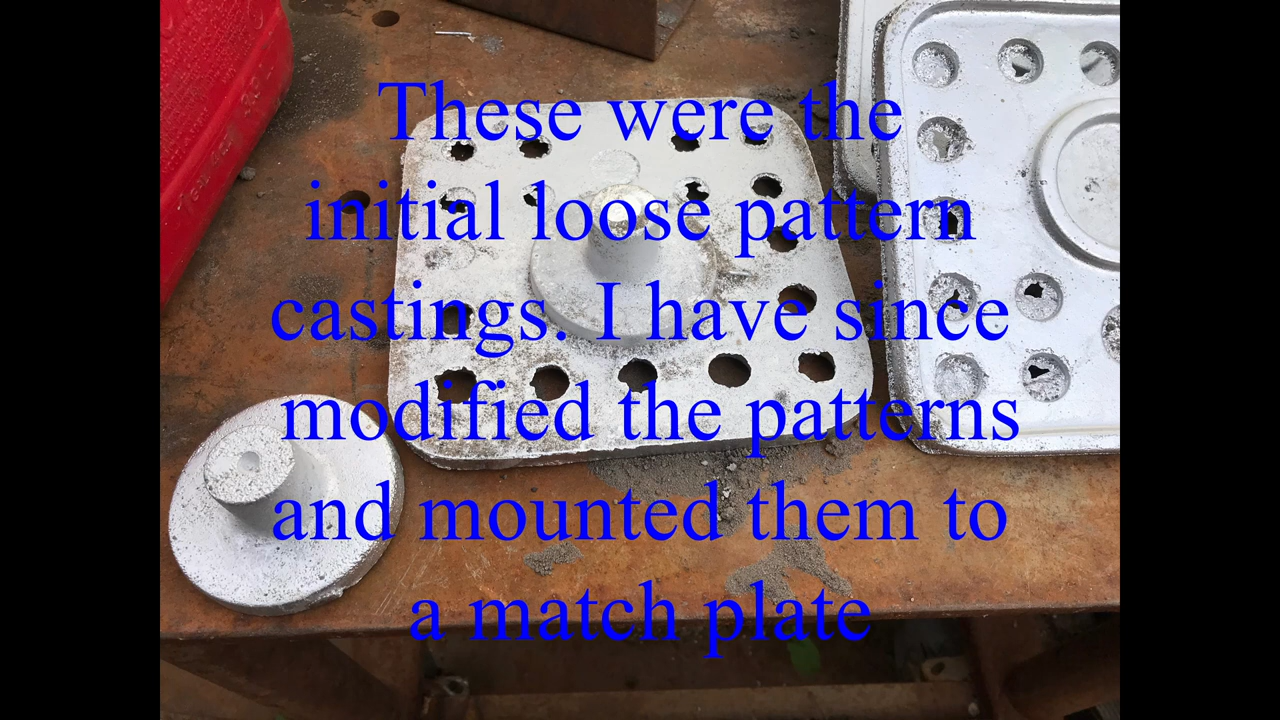 These were the
initial loose pattern
castings. I have since
modified the patterns
and mounted them to
a match plate